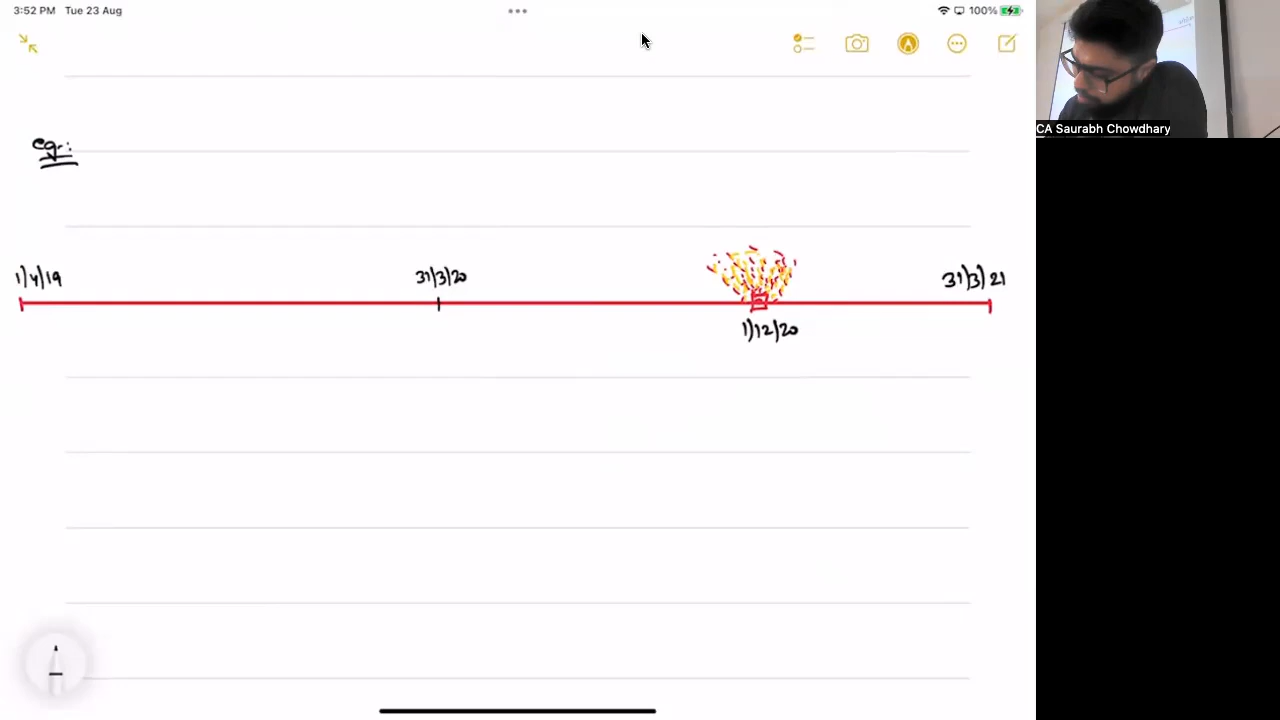 3:52 PM Tue 23 Aug
100%
CA Saurabh Chowdhary
eg.:
1/4/19
31/3/20
31/3/21
1/12/20